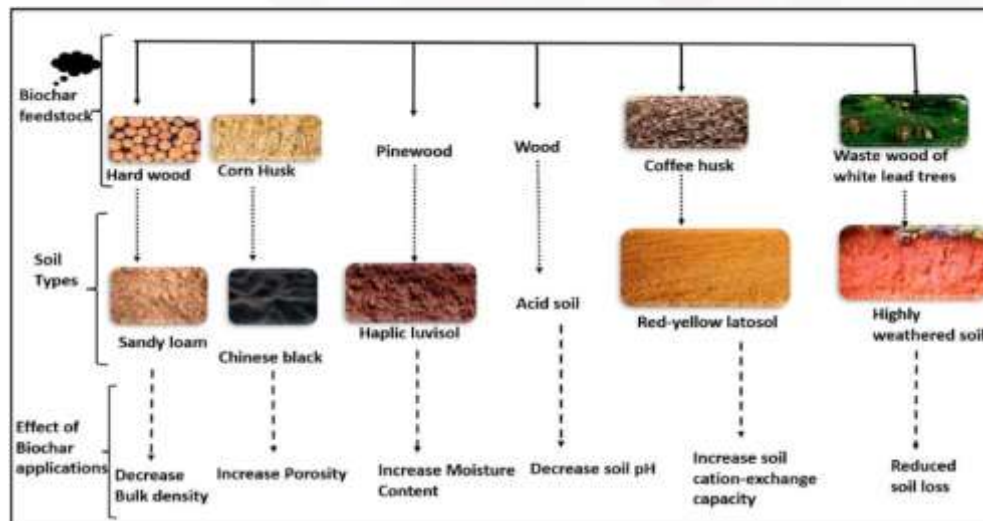 Biochar
feedstock
Hard wood
Corn Husk
Pinewood
Wood
Coffee husk
Waste wood of
white lead trees
Soil
Types
Sandy loam
Chinese black
Haplic luvisol
Acid soil
Red-yellow latosol
Highly
weathered soil
Effect of
Biochar
applications
Decrease
Bulk density
Increase Porosity
Increase Moisture
Content
Decrease soil pH
Increase soil
cation-exchange
capacity
Reduced
soil loss